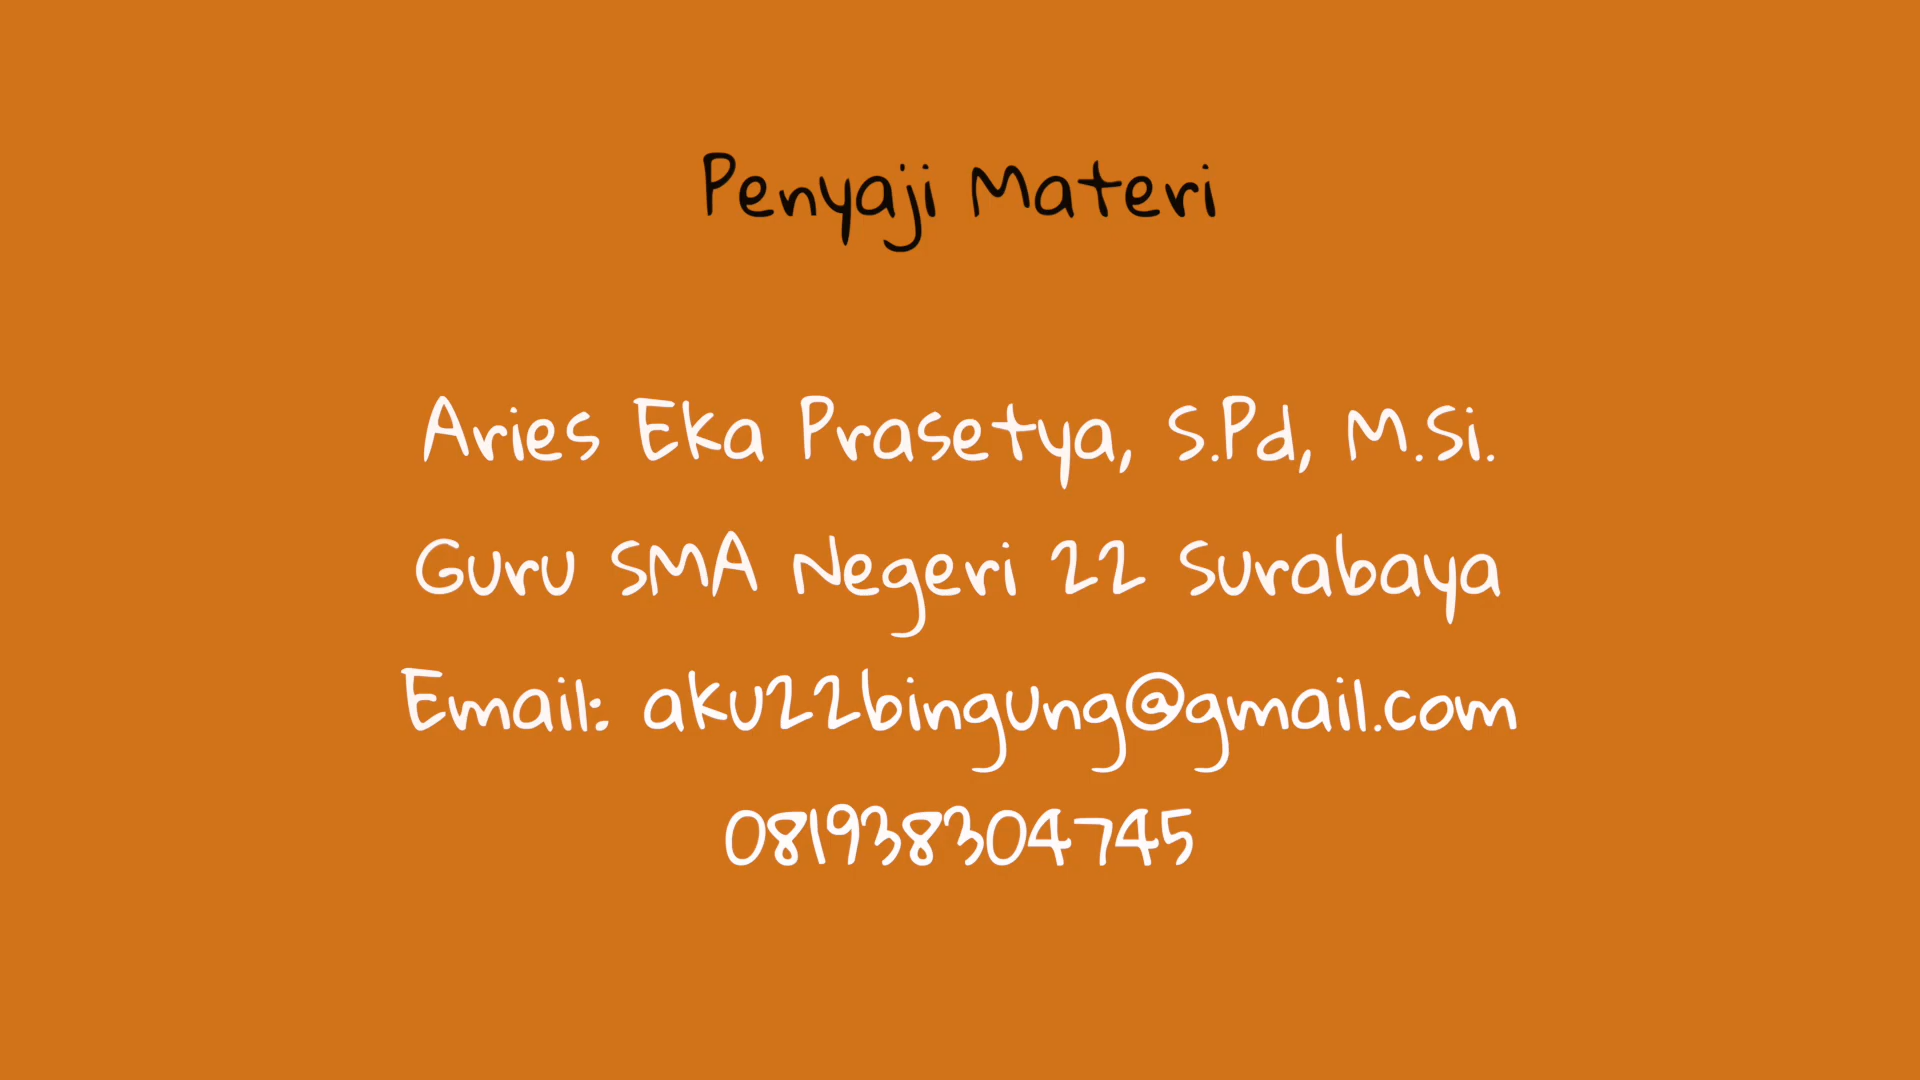 Penyaji Materi
Aries Eka Prasetya, S.Pd, M.Si.
Guru SMA Negeri 22 Surabaya
Email: aku22bingung@gmail.com
081938304745